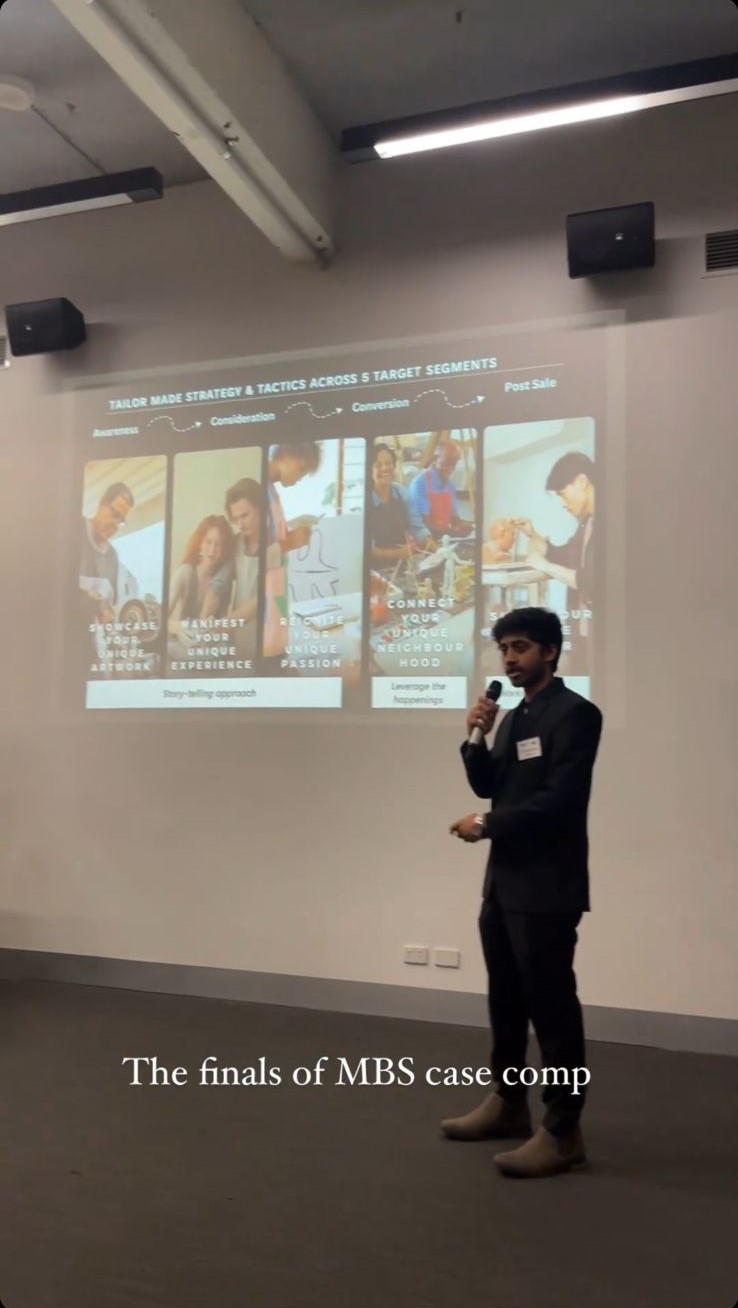 TAILOR MADE STRATEGY & TACTICS ACROSS 5 TARGET SEGMENTS
Awareness
Consideration
Conversion
Post Sale
SHOWCASE
YOUR
UNIQUE
ARTWORK
MANIFEST
YOUR
UNIQUE
EXPERIENCE
REIGNITE
YOUR
UNIQUE
PASSION
CONNECT
YOUR
UNIQUE
NEIGHBOUR
HOOD
Story-telling approach
Leverage the
happenings
The finals of MBS case comp